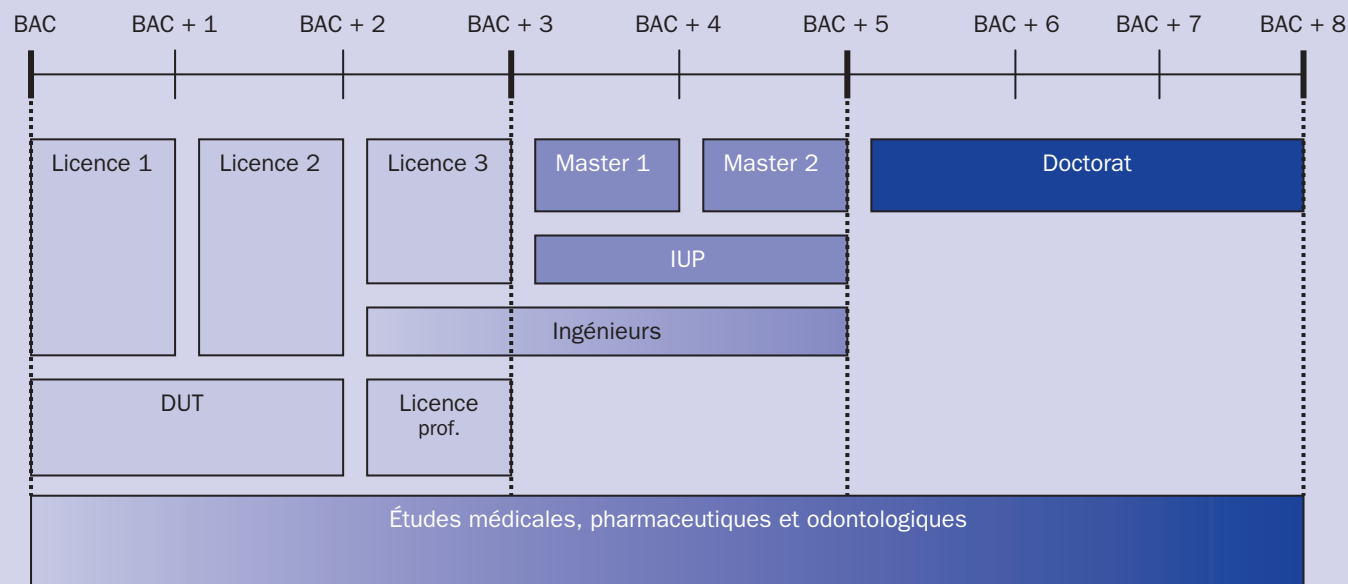 BAC BAC + 1 BAC + 2 BAC + 3 BAC + 4 BAC + 5 BAC + 6 BAC + 7 BAC + 8
Licence 1 Licence 2 Licence 3 Master 1 Master 2 Doctorat
IUP
Ingénieurs
DUT Licence
prof.
Études médicales, pharmaceutiques et odontologiques